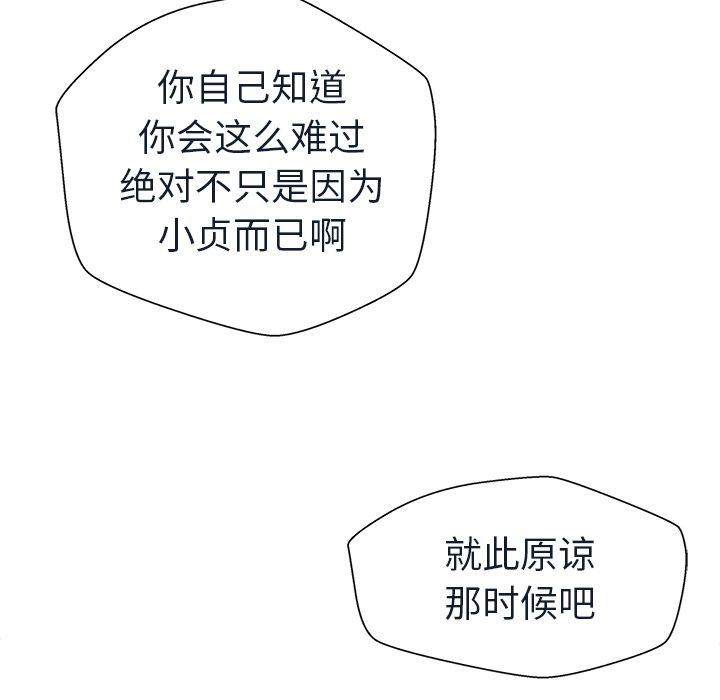 你自己知道
你会这么难过
绝对不只是因为
小贞而已啊
就此原谅
那时候吧